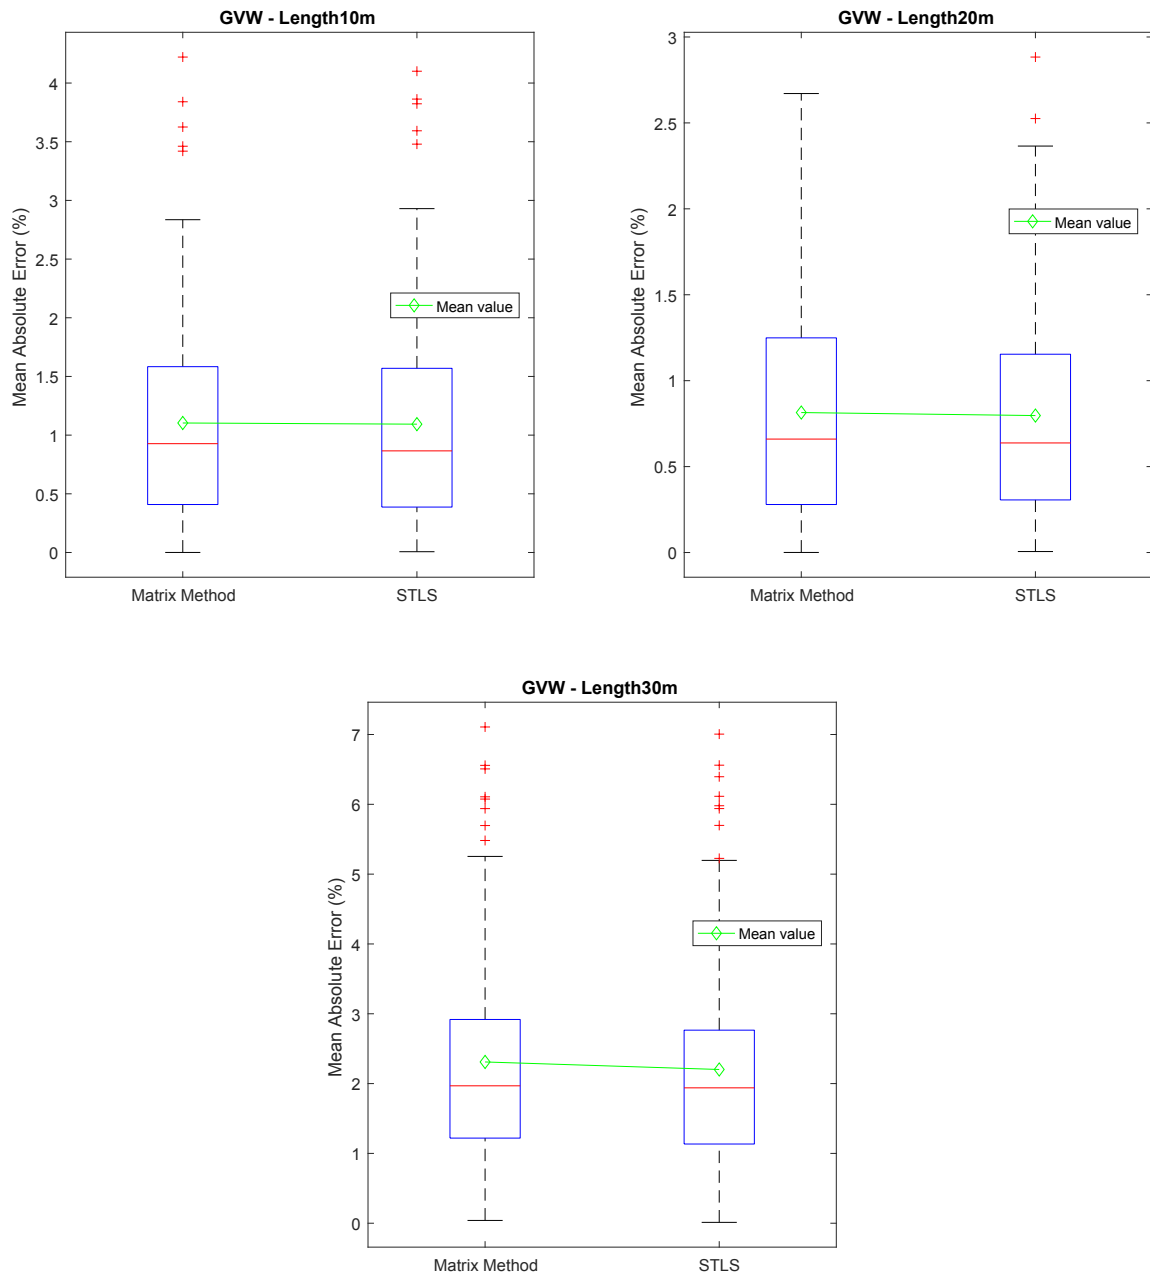 GVW - Length10m
Mean Absolute Error (%)
4
3.5
3
2.5
2
1.5
1
0.5
0
Mean value
Matrix Method
STLS
GVW - Length20m
Mean Absolute Error (%)
3
2.5
2
1.5
1
0.5
0
Mean value
Matrix Method
STLS
GVW - Length30m
Mean Absolute Error (%)
7
6
5
4
3
2
1
0
Mean value
Matrix Method
STLS